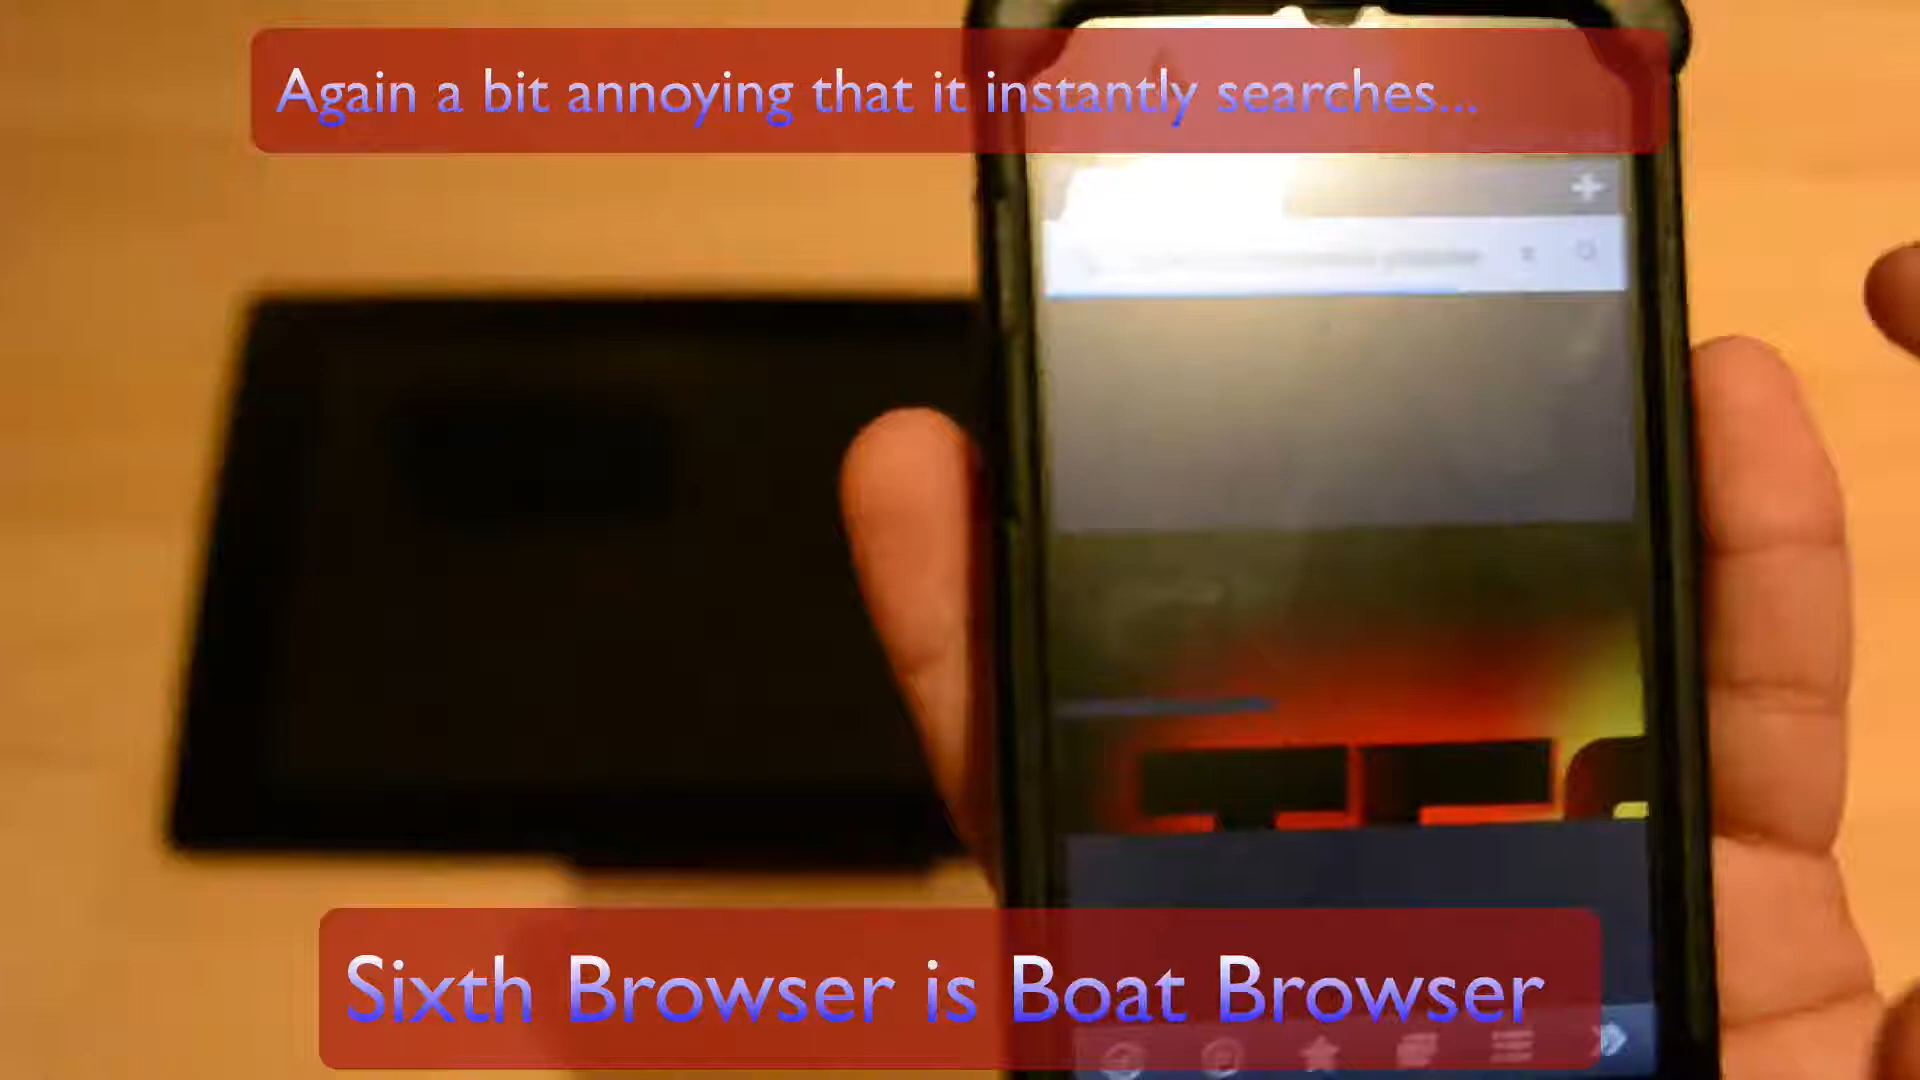 Again a bit annoying that it instantly searches...
Sixth Browser is Boat Browser